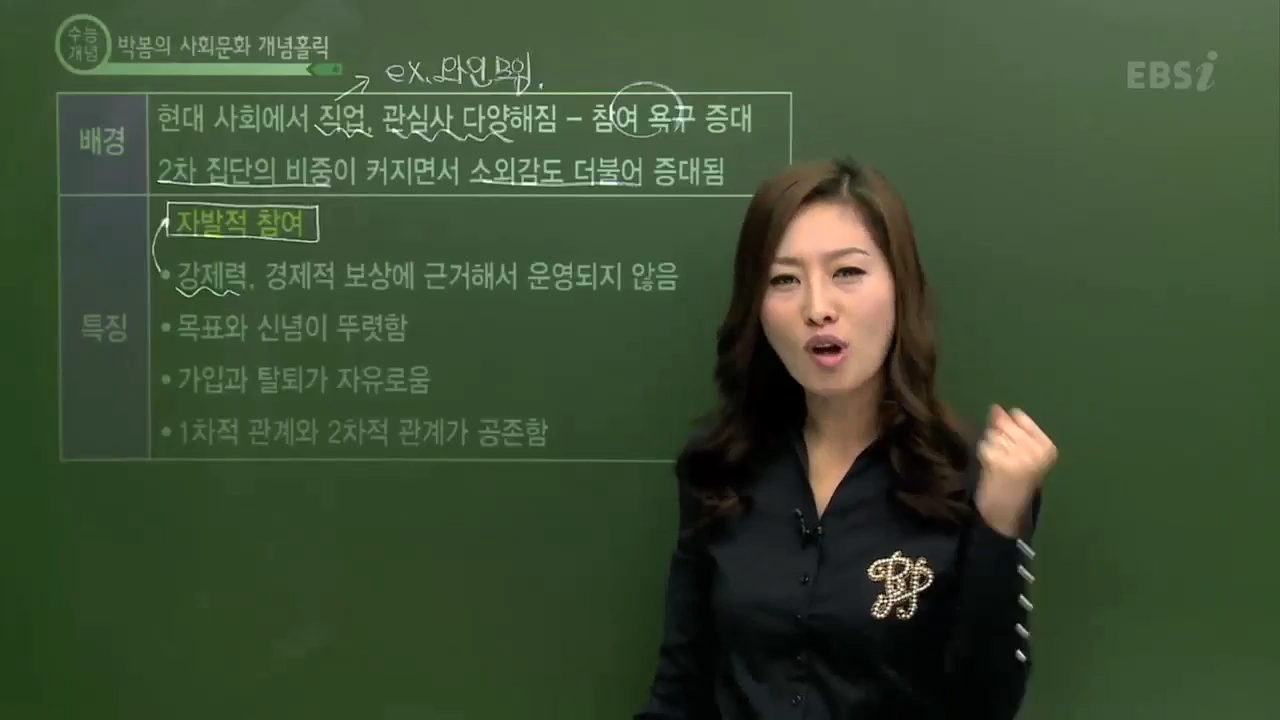 수능
개념
박봄의 사회문화 개념홀릭
EBSi
ex. 와인모임.
배경
현대 사회에서 직업, 관심사 다양해짐 – 참여 욕구 증대
2차 집단의 비중이 커지면서 소외감도 더불어 증대됨
특징
자발적 참여
• 강제력, 경제적 보상에 근거해서 운영되지 않음
• 목표와 신념이 뚜렷함
• 가입과 탈퇴가 자유로움
• 1차적 관계와 2차적 관계가 공존함